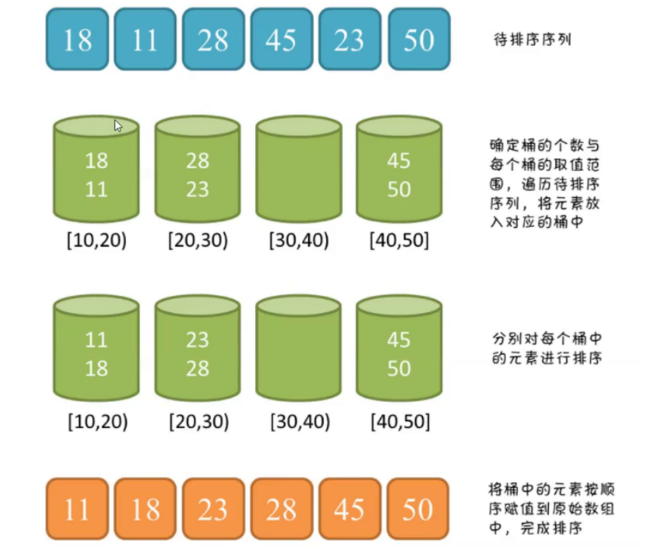 18 11 28 45 23 50
待排序序列
18 28 45
11 23 50
[10,20) [20,30) [30,40) [40,50]
确定桶的个数与
每个桶的取值范
围，遍历待排序
序列，将元素放
入对应的桶中
11 23 45
18 28 50
[10,20) [20,30) [30,40) [40,50]
分别对每个桶中
的元素进行排序
11 18 23 28 45 50
将桶中的元素按顺
序赋值到原始数组
中，完成排序